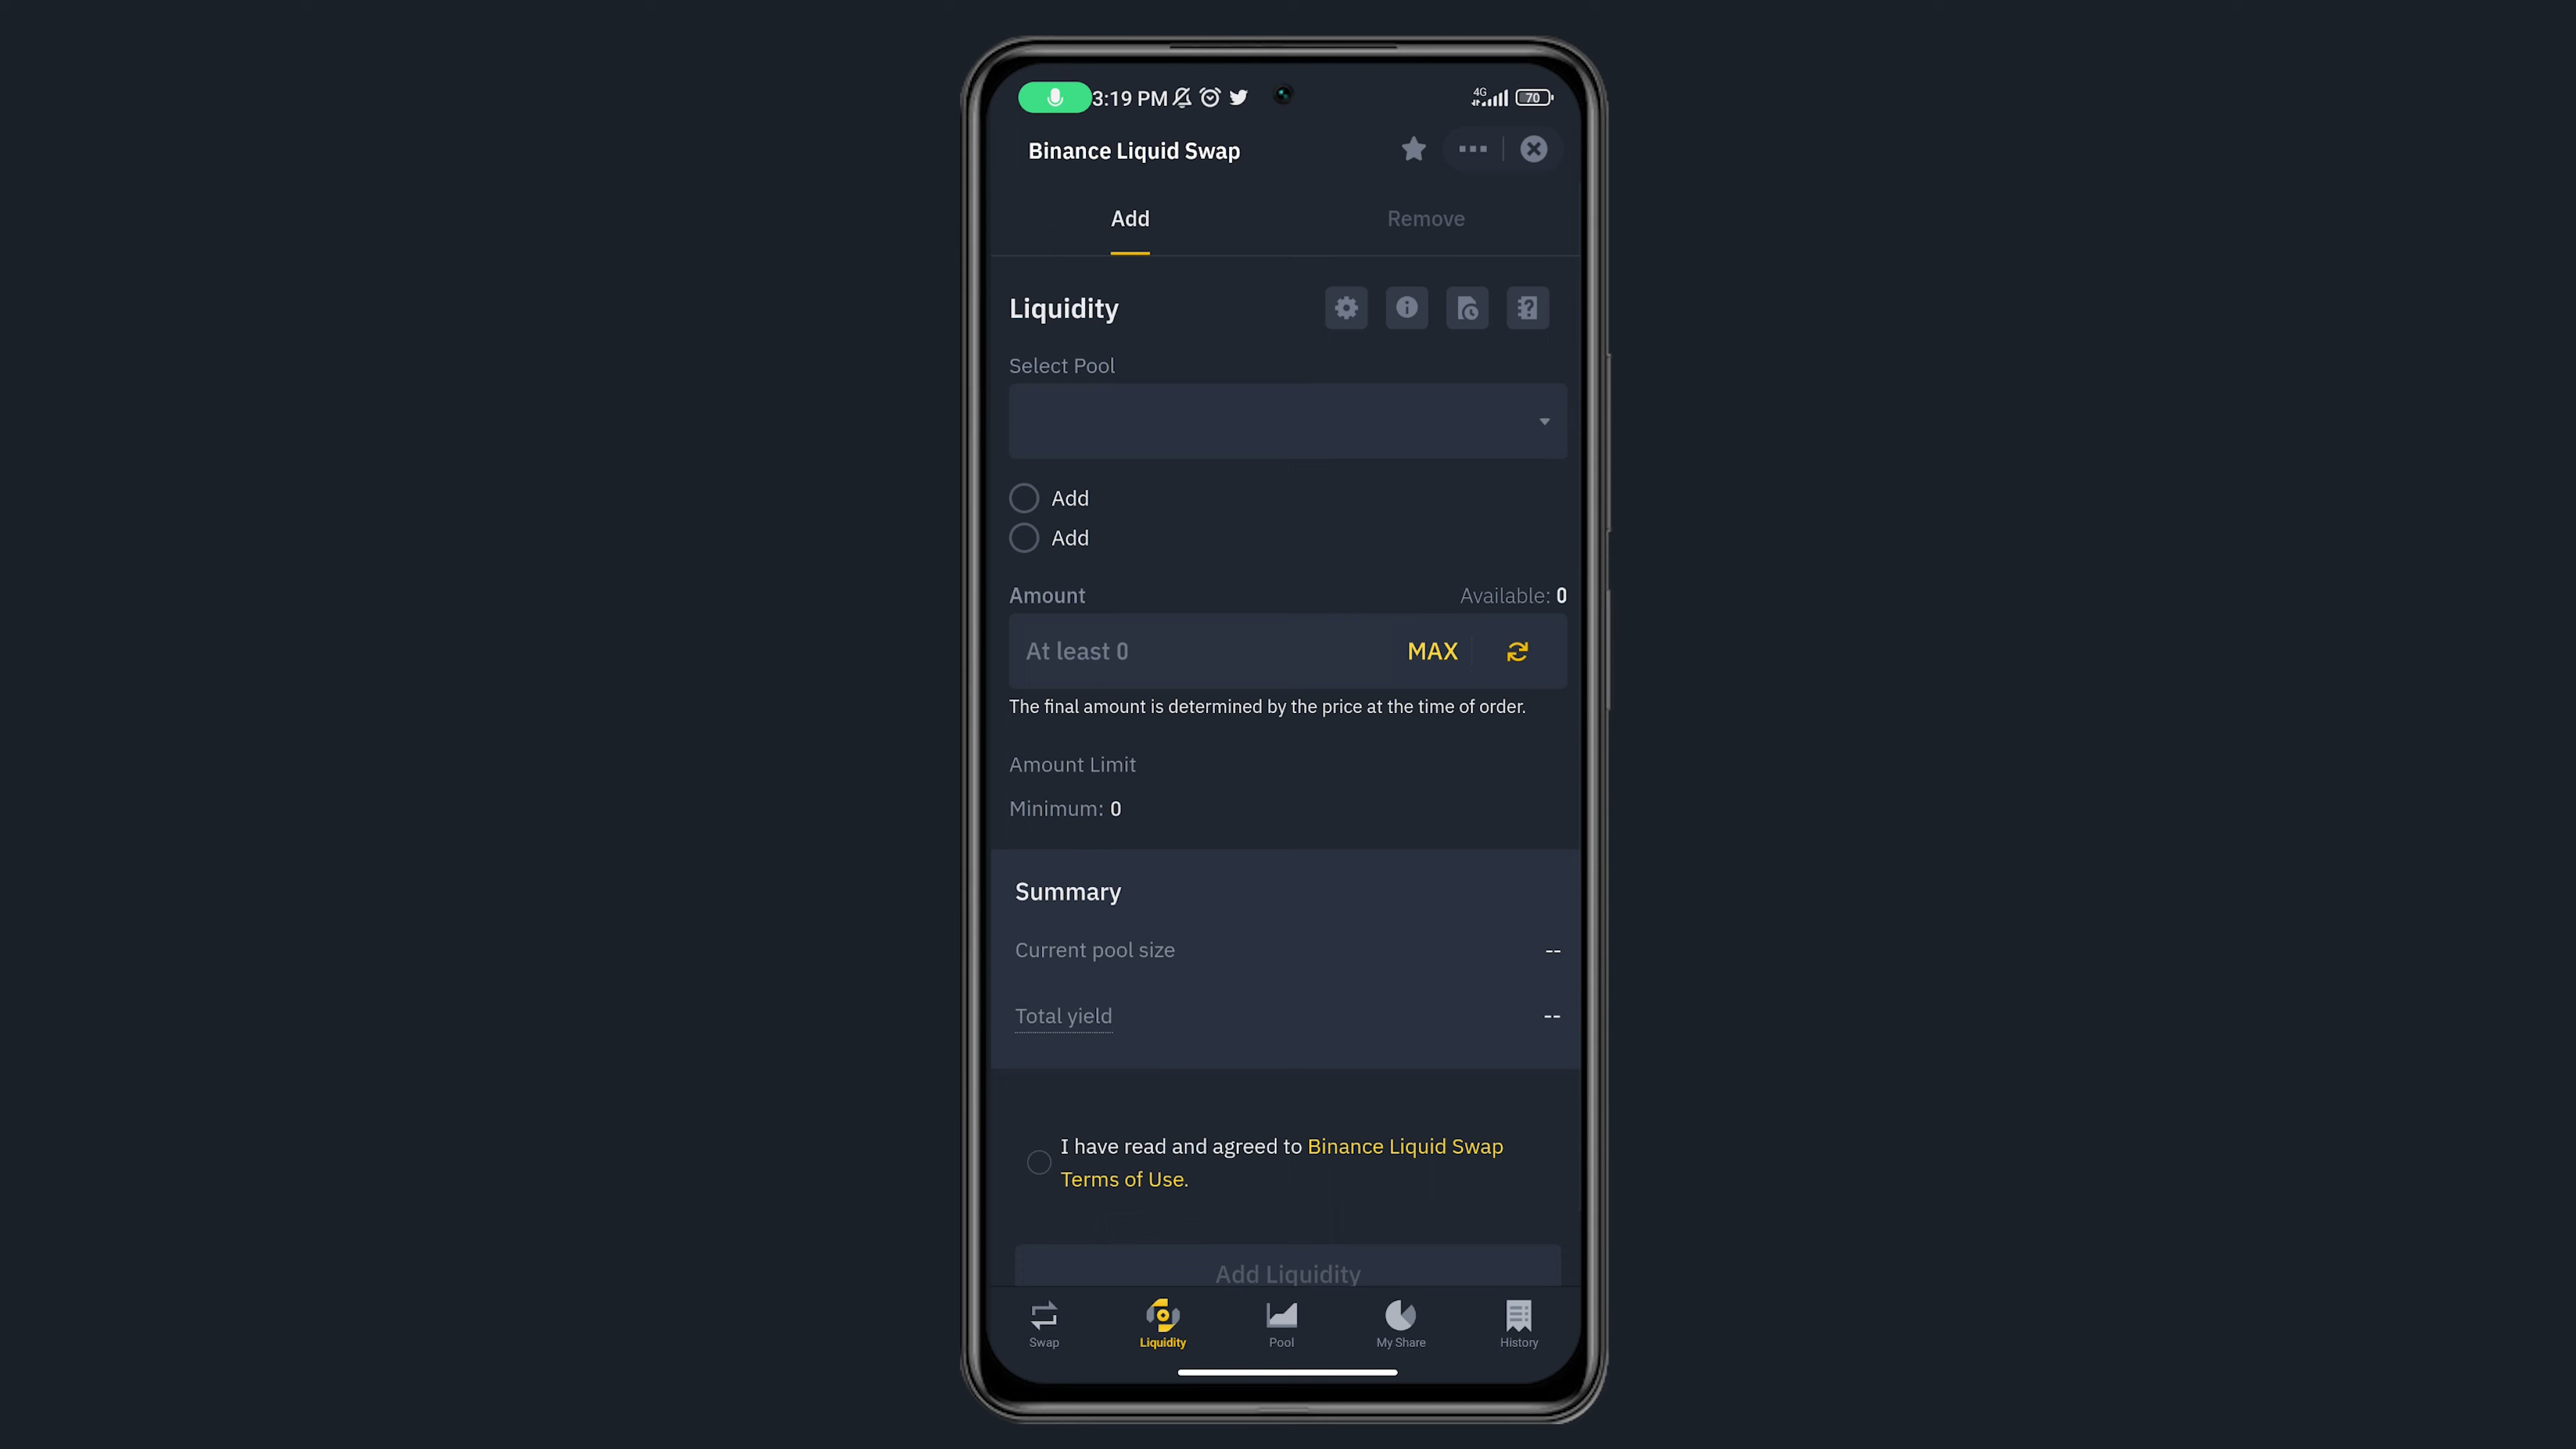 3:19 PM 4G 70
Binance Liquid Swap
Add Remove
Liquidity
Select Pool
Add
Add
Amount Available: 0
At least 0 MAX
The final amount is determined by the price at the time of order.
Amount Limit
Minimum: 0
Summary
Current pool size --
Total yield --
I have read and agreed to Binance Liquid Swap
Terms of Use.
Add Liquidity
Swap Liquidity Pool My Share History